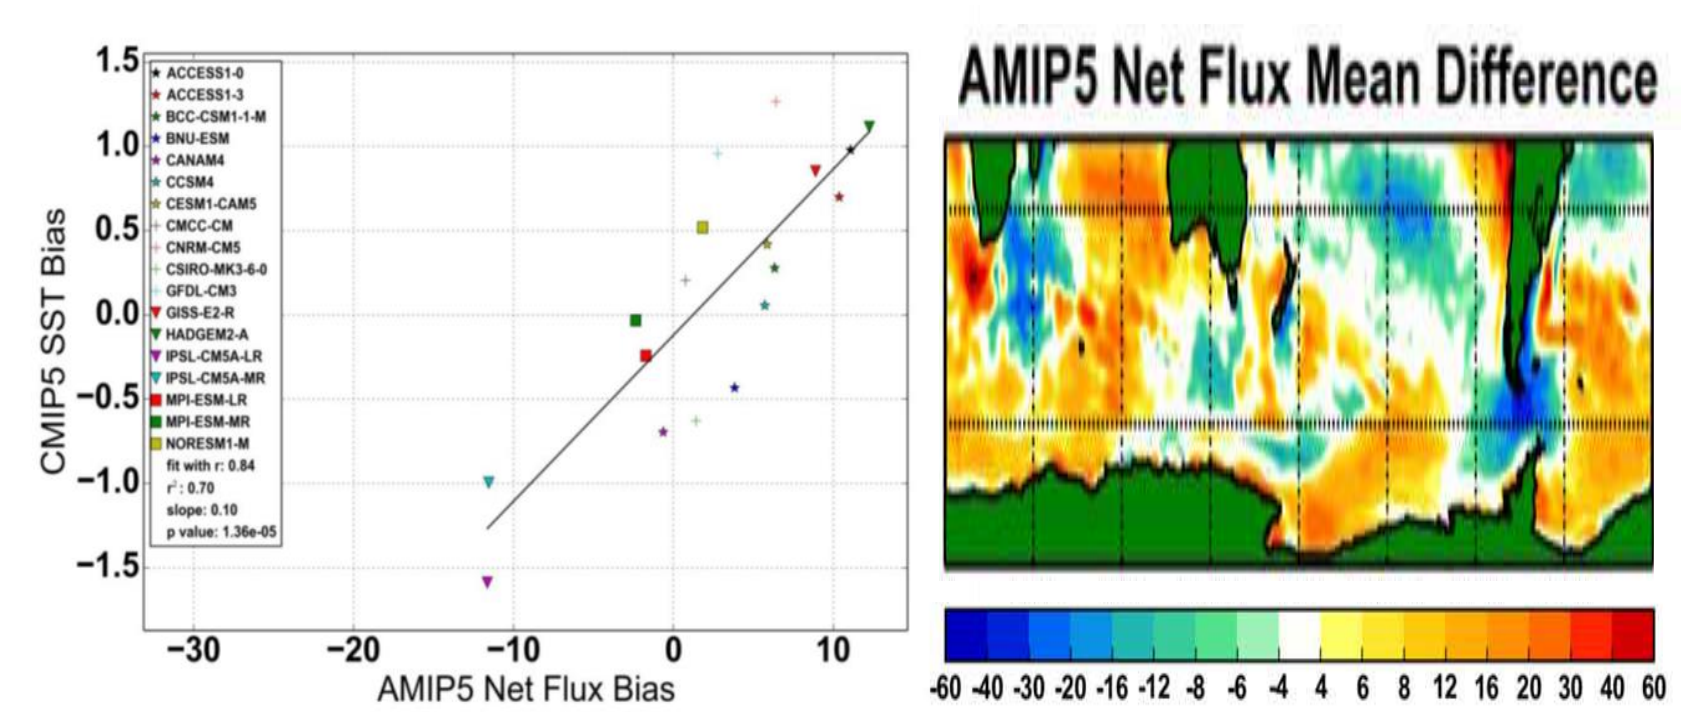 CMIP5 SST Bias
1.5
1.0
0.5
0.0
−0.5
−1.0
−1.5
ACCESS1-0
ACCESS1-3
BCC-CSM1-1-M
BNU-ESM
CANAM4
CCSM4
CESM1-CAM5
CMCC-CM
CNRM-CM5
CSIRO-MK3-6-0
GFDL-CM3
GISS-E2-R
HADGEM2-A
IPSL-CM5A-LR
IPSL-CM5A-MR
MPI-ESM-LR
MPI-ESM-MR
NORESM1-M
fit with r: 0.84
r²: 0.70
slope: 0.10
p value: 1.36e-05
−30 −20 −10 0 10
AMIP5 Net Flux Bias
AMIP5 Net Flux Mean Difference
-60 -40 -30 -20 -16 -12 -8 -6 -4 4 6 8 12 16 20 30 40 60